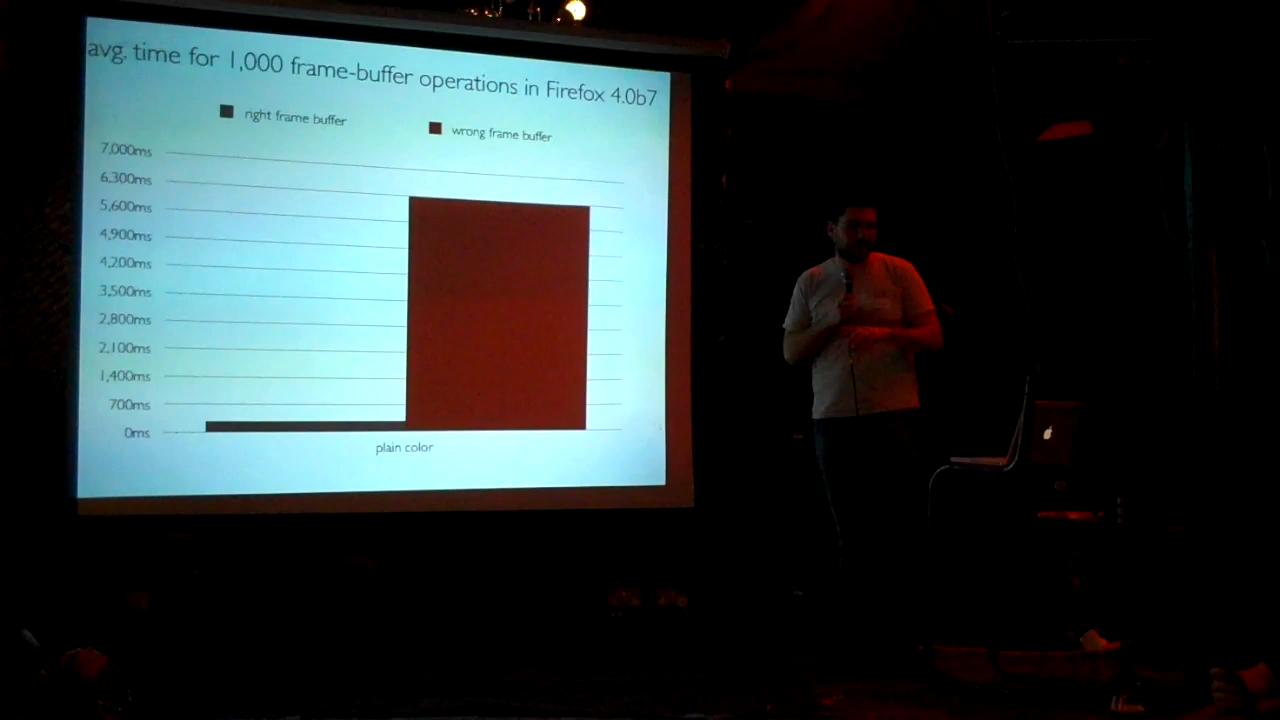 avg. time for 1,000 frame-buffer operations in Firefox 4.0b7
right frame buffer
wrong frame buffer
7,000ms
6,300ms
5,600ms
4,900ms
4,200ms
3,500ms
2,800ms
2,100ms
1,400ms
700ms
0ms
plain color